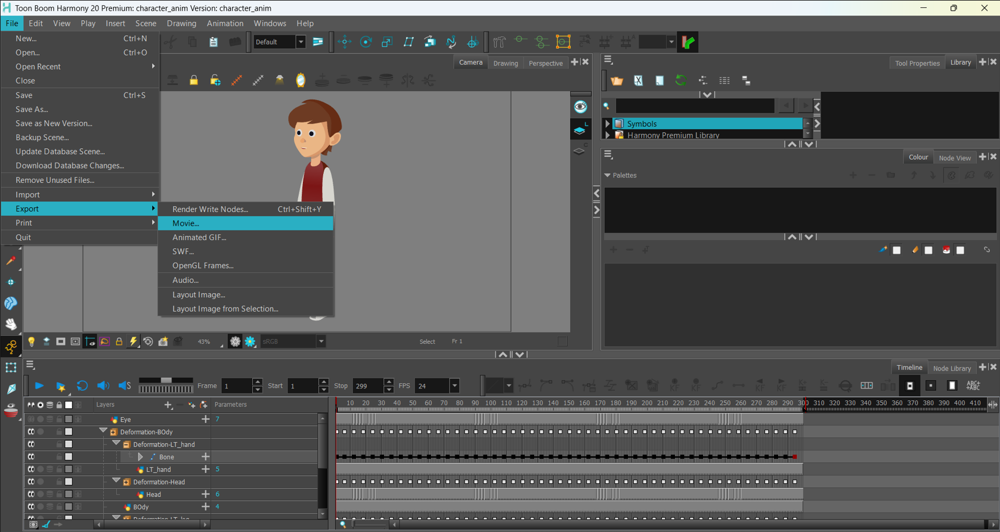 Toon Boom Harmony 20 Premium: character_anim Version: character_anim
File Edit View Play Insert Scene Drawing Animation Windows Help
New... Ctrl+N
Open... Ctrl+O
Open Recent
Close
Save Ctrl+S
Save As...
Save as New Version...
Backup Scene...
Update Database Scene...
Download Database Changes...
Remove Unused Files...
Import
Export
Print
Quit
Render Write Nodes... Ctrl+Shift+Y
Movie...
Animated GIF...
SWF...
OpenGL Frames...
Audio...
Layout Image...
Layout Image from Selection...
Default
Camera Drawing Perspective
L
C
Tool Properties Library
Symbols
Harmony Premium Library
Colour Node View
Palettes
43% sRGB Select Fr 1
Timeline Node Library
Frame 1 Start 1 Stop 299 FPS 24
KF KF KF KF
ABC+
+ABC
Layers Parameters
10 20 30 40 50 60 70 80 90 100 110 120 130 140 150 160 170 180 190 200 210 220 230 240 250 260 270 280 290 300 310 320 330 340 350 360 370 380 390 400 410
Eye 7
Deformation-BOdy
Deformation-LT_hand
Bone
LT_hand 5
Deformation-Head
Head 6
BOdy 4